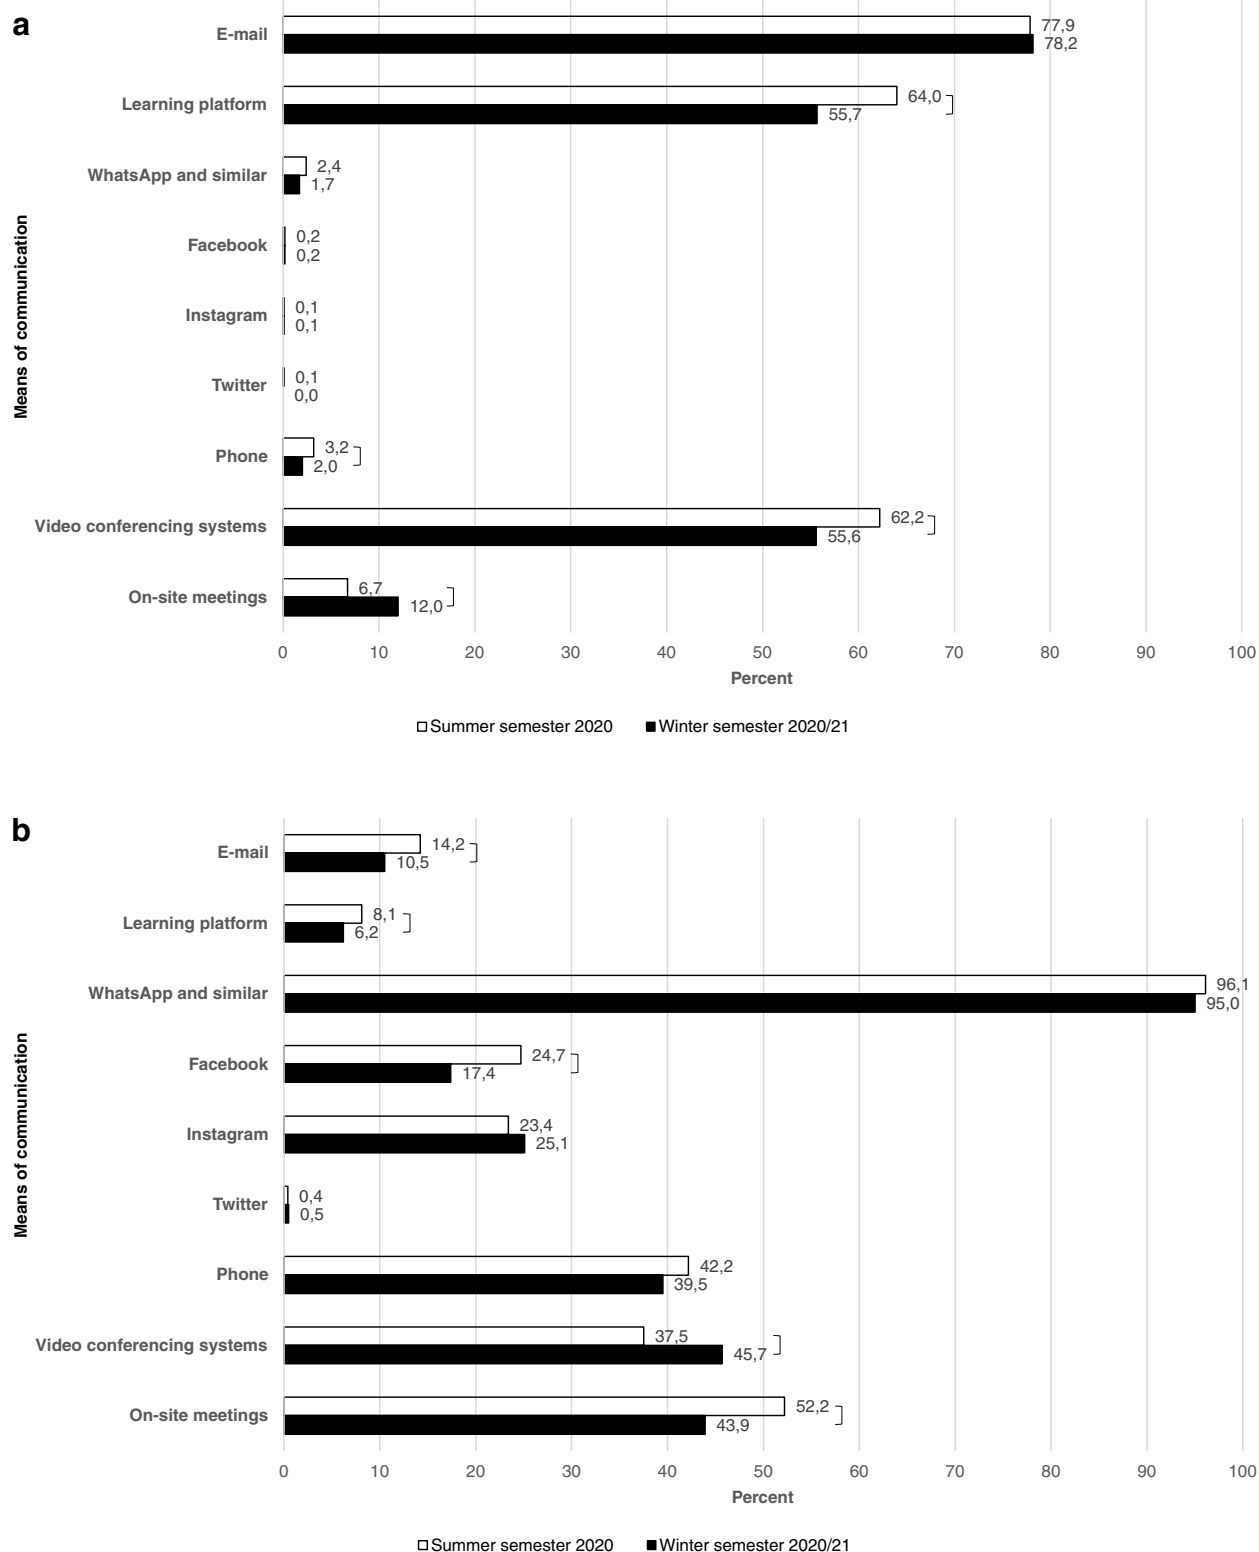 a
Means of communication
E-mail
77,9
78,2
Learning platform
64,0
55,7
WhatsApp and similar
2,4
1,7
Facebook
0,2
0,2
Instagram
0,1
0,1
Twitter
0,1
0,0
Phone
3,2
2,0
Video conferencing systems
62,2
55,6
On-site meetings
6,7
12,0
0 10 20 30 40 50 60 70 80 90 100
Percent
Summer semester 2020 Winter semester 2020/21
b
Means of communication
E-mail
14,2
10,5
Learning platform
8,1
6,2
WhatsApp and similar
96,1
95,0
Facebook
24,7
17,4
Instagram
23,4
25,1
Twitter
0,4
0,5
Phone
42,2
39,5
Video conferencing systems
37,5
45,7
On-site meetings
52,2
43,9
0 10 20 30 40 50 60 70 80 90 100
Percent
Summer semester 2020 Winter semester 2020/21